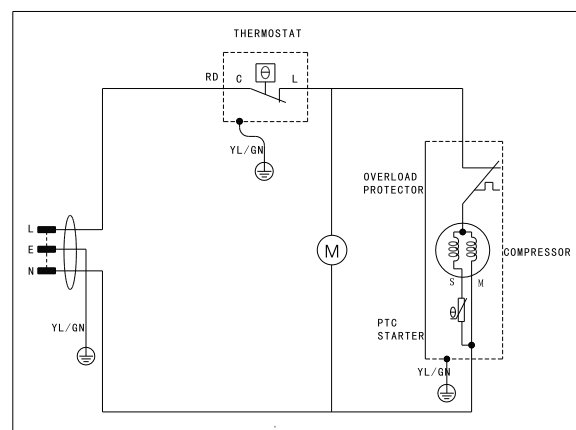 THERMOSTAT
RD
C
θ
L
YL/GN
OVERLOAD
PROTECTOR
L
E
N
M
COMPRESSOR
S
M
θ
YL/GN
PTC
STARTER
YL/GN